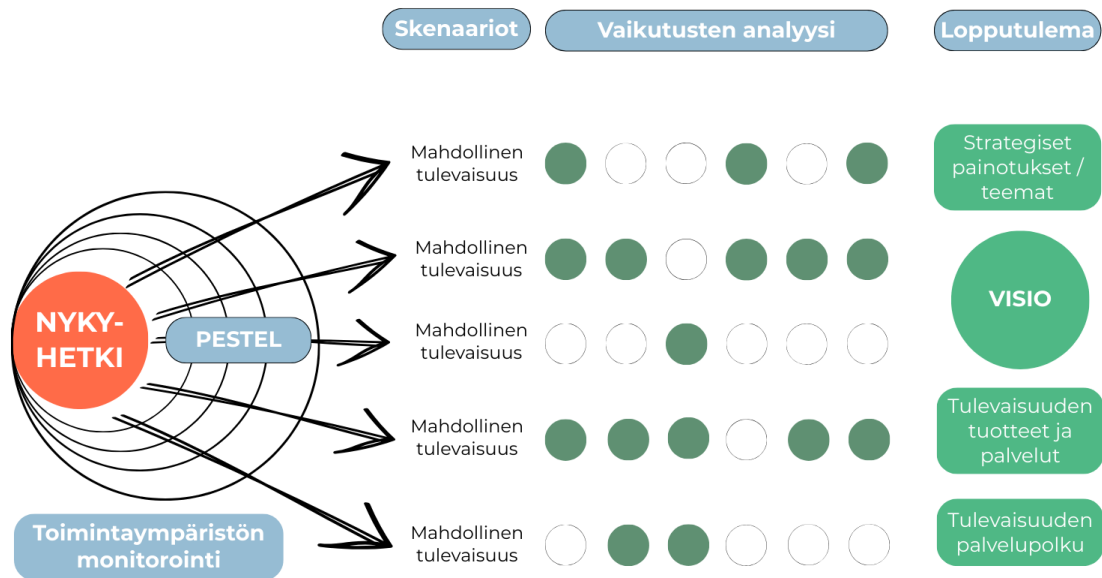 Skenaariot
Vaikutusten analyysi
Lopputulema
Mahdollinen
tulevaisuus
Strategiset
painotukset /
teemat
Mahdollinen
tulevaisuus
VISIO
NYKY-
HETKI
PESTEL
Mahdollinen
tulevaisuus
Mahdollinen
tulevaisuus
Tulevaisuuden
tuotteet ja
palvelut
Toimintaympäristön
monitorointi
Mahdollinen
tulevaisuus
Tulevaisuuden
palvelupolku